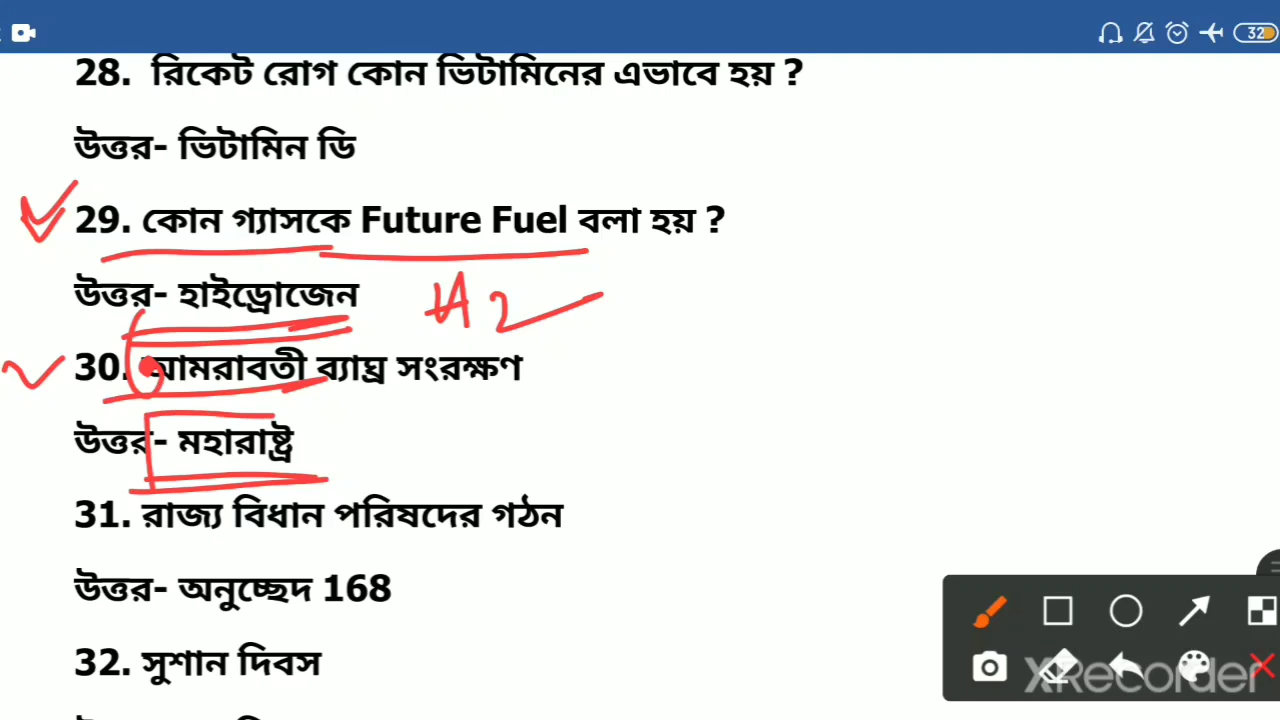 32
28. রিকেট রোগ কোন ভিটামিনের এভাবে হয় ?
উত্তর- ভিটামিন ডি
29. কোন গ্যাসকে Future Fuel বলা হয় ?
উত্তর- হাইড্রোজেন
H2
30. আমরাবতী ব্যাঘ্র সংরক্ষণ
উত্তর- মহারাষ্ট্র
31. রাজ্য বিধান পরিষদের গঠন
উত্তর- অনুচ্ছেদ 168
32. সুশান দিবস
XRecorder